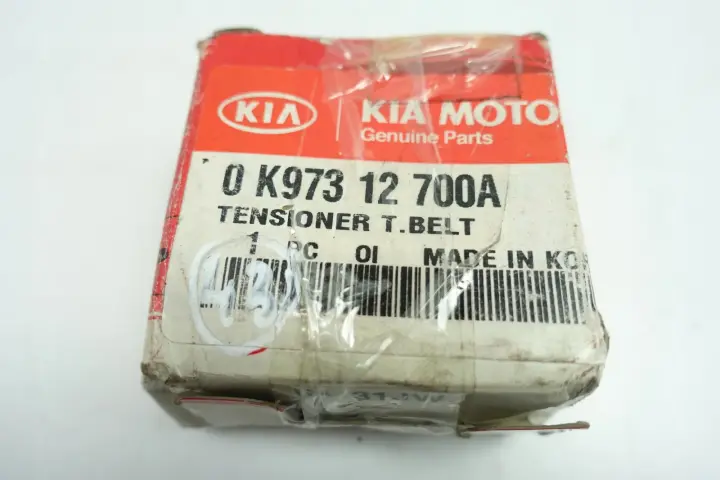 KIA
KIA MOTO
Genuine Parts
0 K973 12 700A
TENSIONER T.BELT
1 PC OI MADE IN KO